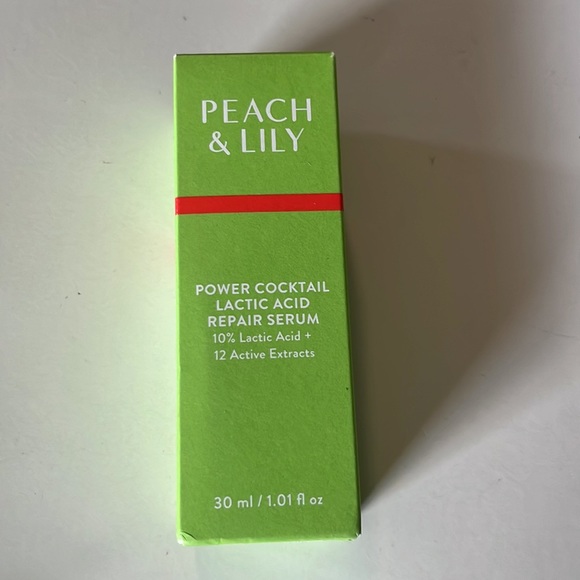 PEACH
& LILY
POWER COCKTAIL
LACTIC ACID
REPAIR SERUM
10% Lactic Acid +
12 Active Extracts
30 ml / 1.01 fl oz